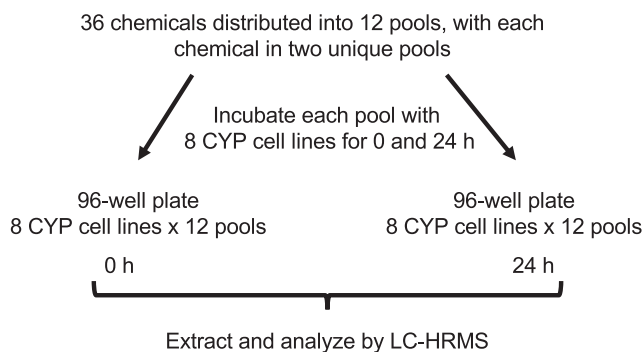 36 chemicals distributed into 12 pools, with each
chemical in two unique pools
Incubate each pool with
8 CYP cell lines for 0 and 24 h
96-well plate
8 CYP cell lines x 12 pools
0 h
96-well plate
8 CYP cell lines x 12 pools
24 h
Extract and analyze by LC-HRMS